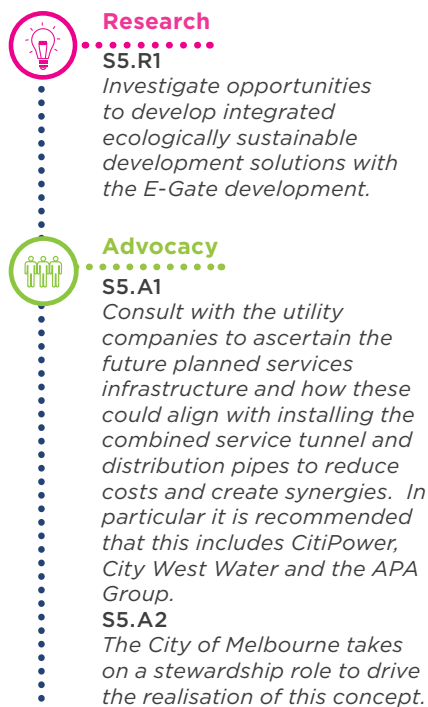 Research
S5.R1
Investigate opportunities
to develop integrated
ecologically sustainable
development solutions with
the E-Gate development.
Advocacy
S5.A1
Consult with the utility
companies to ascertain the
future planned services
infrastructure and how these
could align with installing the
combined service tunnel and
distribution pipes to reduce
costs and create synergies.  In
particular it is recommended
that this includes CitiPower,
City West Water and the APA
Group.
S5.A2
The City of Melbourne takes
on a stewardship role to drive
the realisation of this concept.